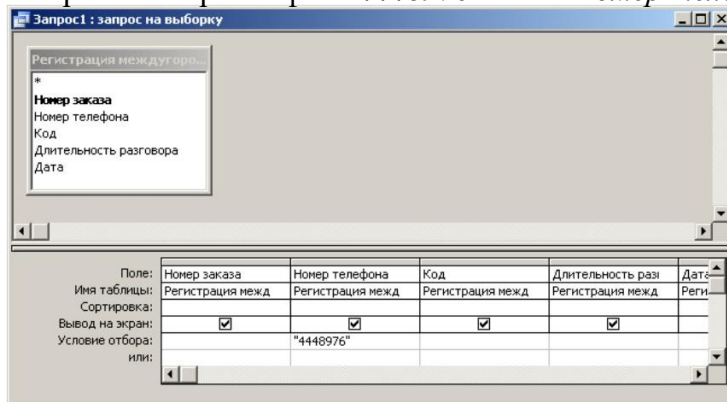 Запрос1 : запрос на выборку
Регистрация междугоро...
*
Номер заказа
Номер телефона
Код
Длительность разговора
Дата
Поле: Номер заказа Номер телефона Код Длительность разг Дата
Имя таблицы: Регистрация межд Регистрация межд Регистрация межд Регистрация межд Реги
Сортировка:
Вывод на экран:
Условие отбора: "4448976"
или: